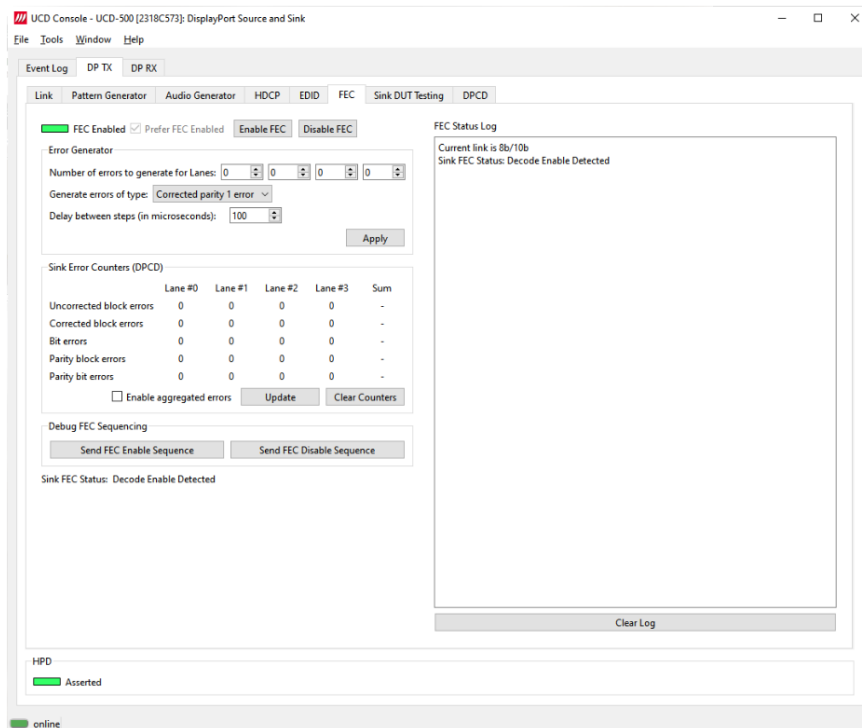 UCD Console - UCD-500 [2318C573]: DisplayPort Source and Sink
File Tools Window Help
Event Log DP TX DP RX
Link Pattern Generator Audio Generator HDCP EDID FEC Sink DUT Testing DPCD
FEC Enabled Prefer FEC Enabled Enable FEC Disable FEC
Error Generator
Number of errors to generate for Lanes: 0 0 0 0
Generate errors of type: Corrected parity 1 error
Delay between steps (in microseconds): 100
Apply
Sink Error Counters (DPCD)
Lane #0 Lane #1 Lane #2 Lane #3 Sum
Uncorrected block errors 0 0 0 0 -
Corrected block errors 0 0 0 0 -
Bit errors 0 0 0 0 -
Parity block errors 0 0 0 0 -
Parity bit errors 0 0 0 0 -
Enable aggregated errors Update Clear Counters
Debug FEC Sequencing
Send FEC Enable Sequence Send FEC Disable Sequence
Sink FEC Status: Decode Enable Detected
FEC Status Log
Current link is 8b/10b
Sink FEC Status: Decode Enable Detected
Clear Log
HPD
Asserted
online